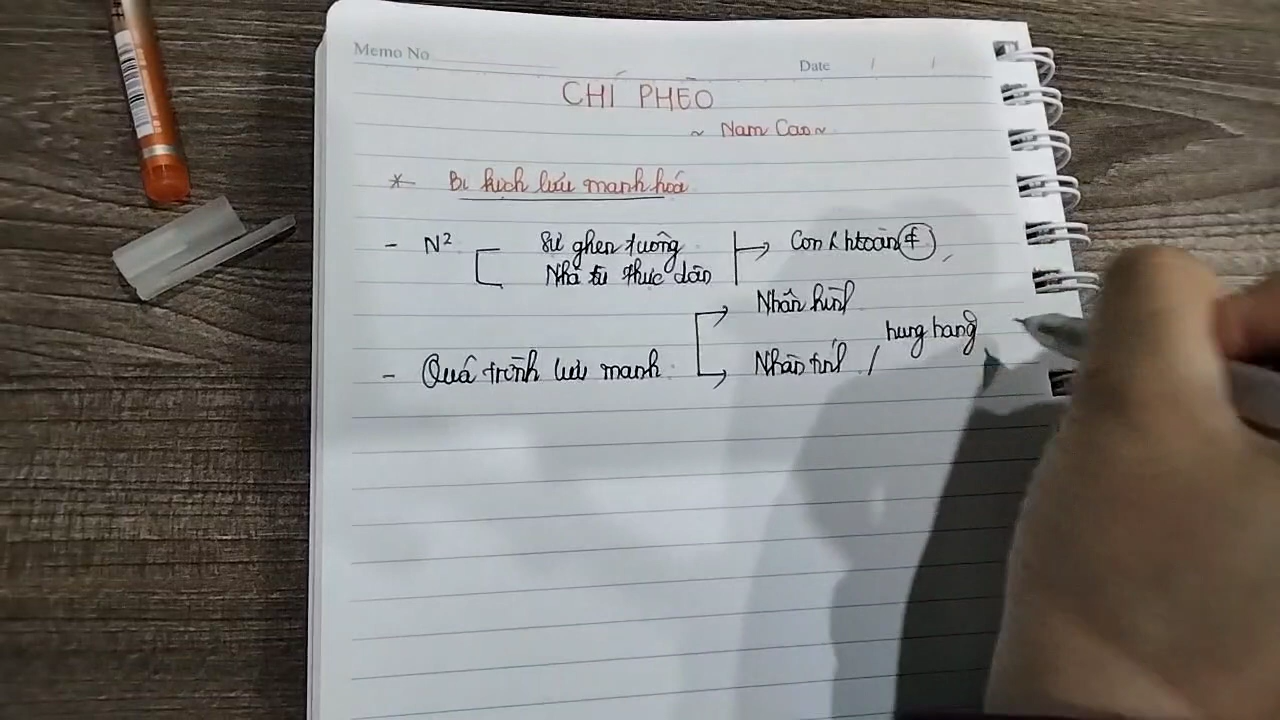 Memo No
Date / /
CHÍ PHÈO
~ Nam Cao ~
* Bi kịch lưu manh hoá
- N² Sự ghen tuông
Nhà tù thực dân
Con hoàn ≠
Nhân hình
- Quá trình lưu manh
Nhân tính /
hung hăng